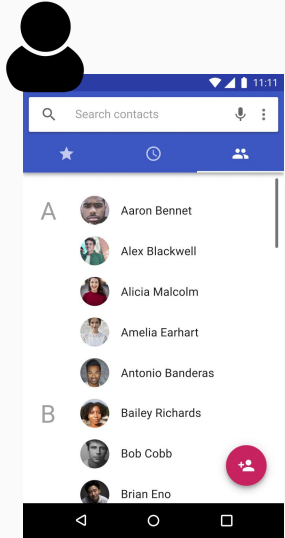 11:11
Search contacts
A
Aaron Bennet
Alex Blackwell
Alicia Malcolm
Amelia Earhart
Antonio Banderas
B
Bailey Richards
Bob Cobb
Brian Eno